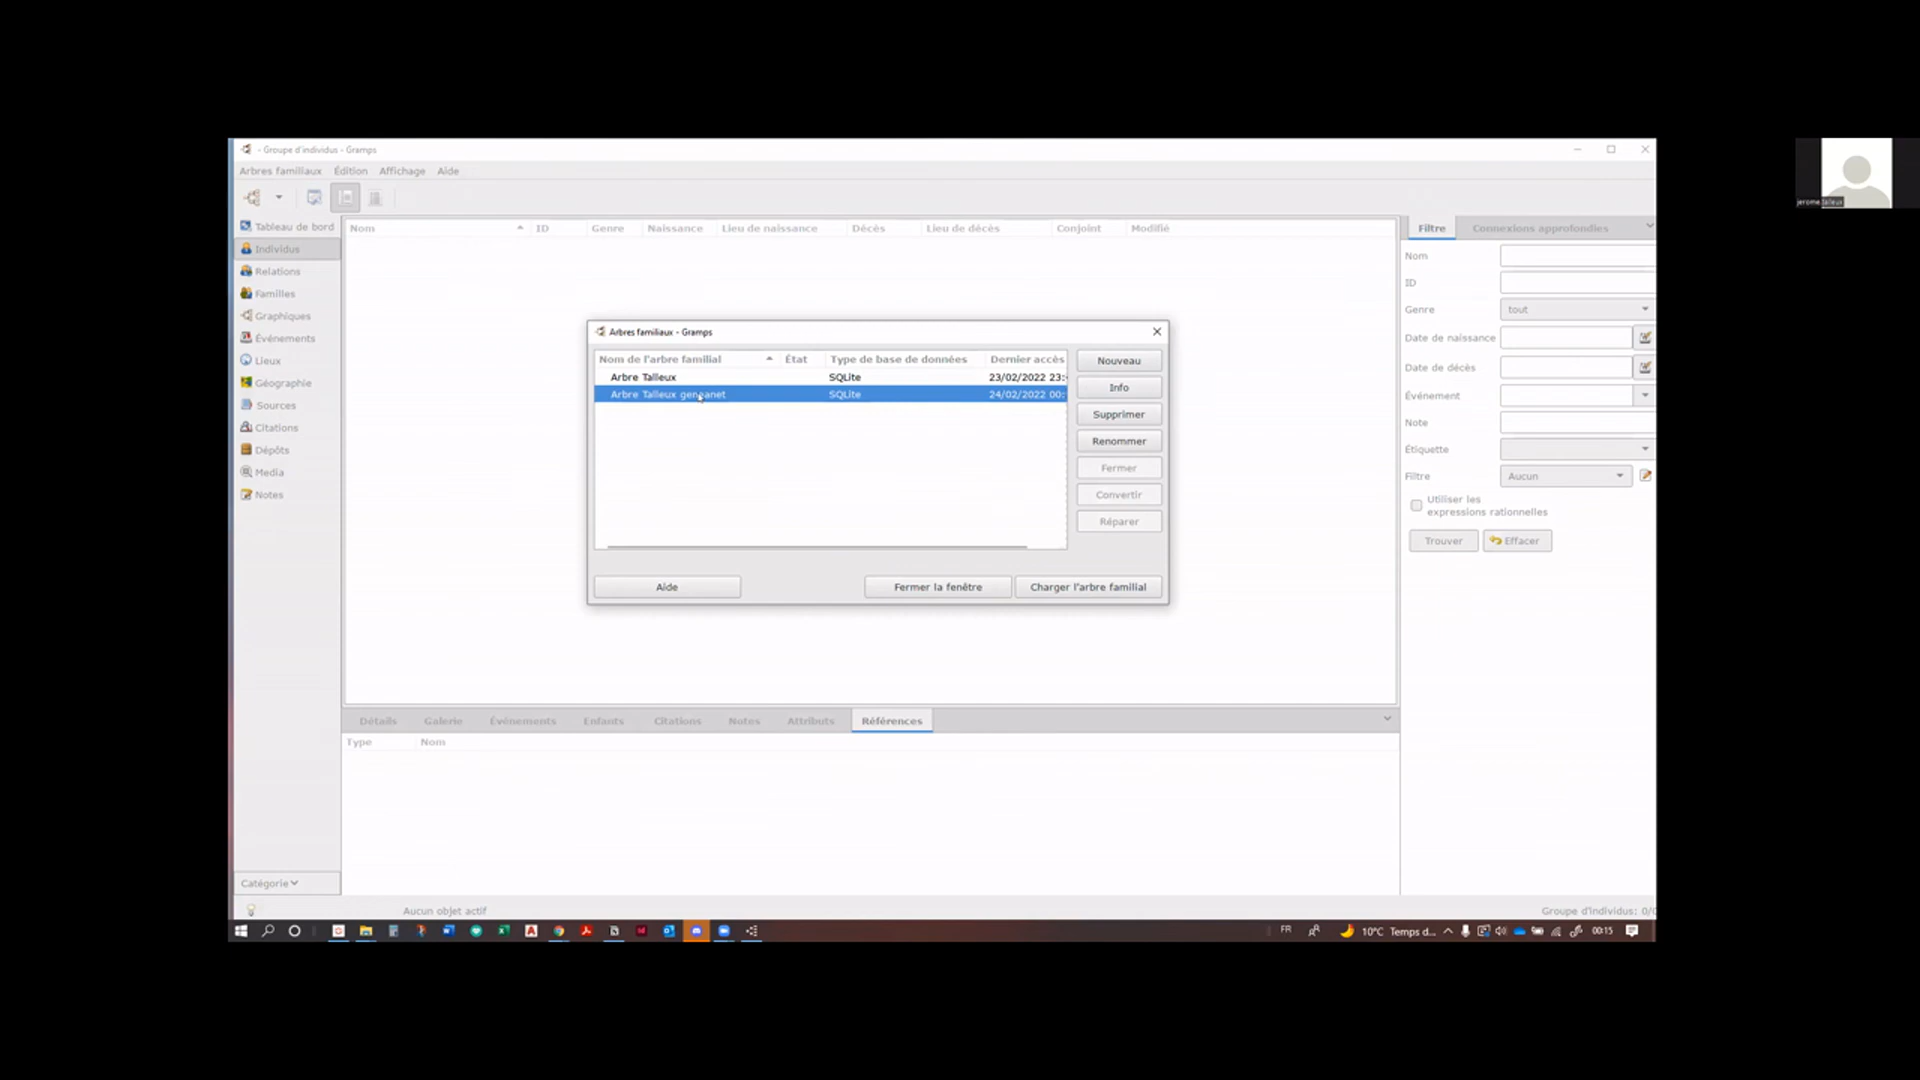 - Groupe d'individus - Gramps
Arbres familiaux Édition Affichage Aide
Tableau de bord
Individus
Relations
Familles
Graphiques
Événements
Lieux
Géographie
Sources
Citations
Dépôts
Media
Notes
Catégorie
Nom ID Genre Naissance Lieu de naissance Décès Lieu de décès Conjoint Modifié
Arbres familiaux - Gramps
Nom de l'arbre familial État Type de base de données Dernier accès
Arbre Talleux SQLite 23/02/2022 23:
Arbre Talleux geneanet SQLite 24/02/2022 00:
Nouveau
Info
Supprimer
Renommer
Fermer
Convertir
Réparer
Aide Fermer la fenêtre Charger l'arbre familial
Filtre Connexions approfondies
Nom
ID
Genre tout
Date de naissance
Date de décès
Événement
Note
Étiquette
Filtre Aucun
Utiliser les
expressions rationnelles
Trouver Effacer
Détails Galerie Événements Enfants Citations Notes Attributs Références
Type Nom
Aucun objet actif Groupe d'individus: 0/0
FR 10°C Temps d... 00:15
jerome talleux